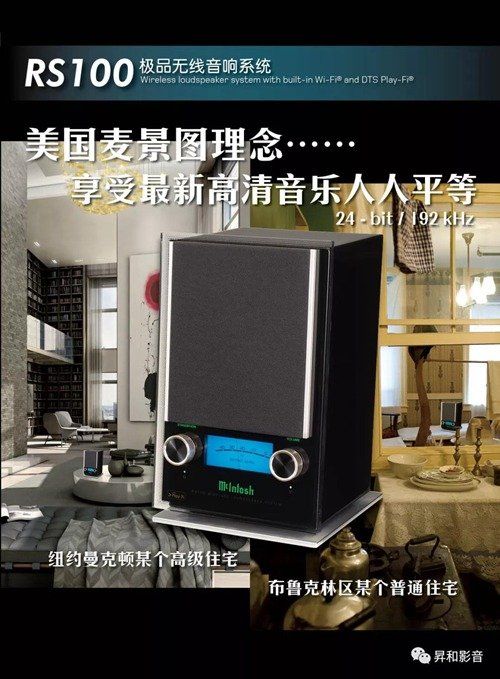 RS100 极品无线音响系统
Wireless loudspeaker system with built-in Wi-Fi® and DTS Play-Fi®
美国麦景图理念……
享受最新高清音乐人人平等
24 - bit / 192 kHz
McIntosh
纽约曼克顿某个高级住宅
布鲁克林区某个普通住宅
昇和影音